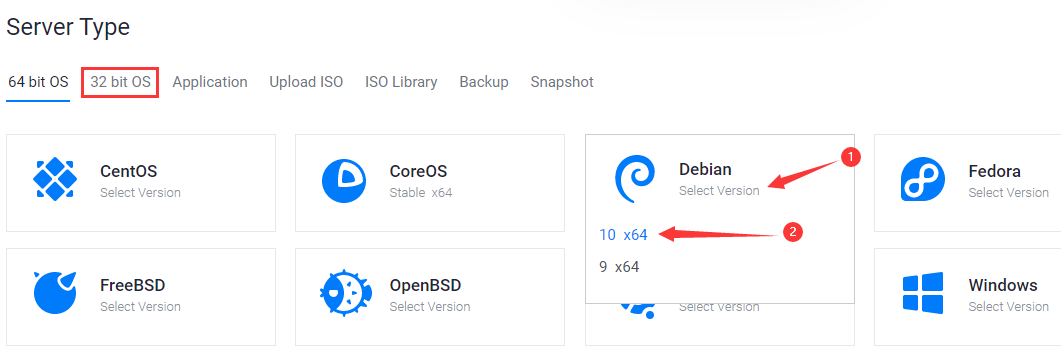 Server Type
64 bit OS 32 bit OS Application Upload ISO ISO Library Backup Snapshot
CentOS
Select Version
CoreOS
Stable x64
Debian
Select Version
1
10 x64
2
9 x64
Fedora
Select Version
FreeBSD
Select Version
OpenBSD
Select Version
Select Version
Windows
Select Version